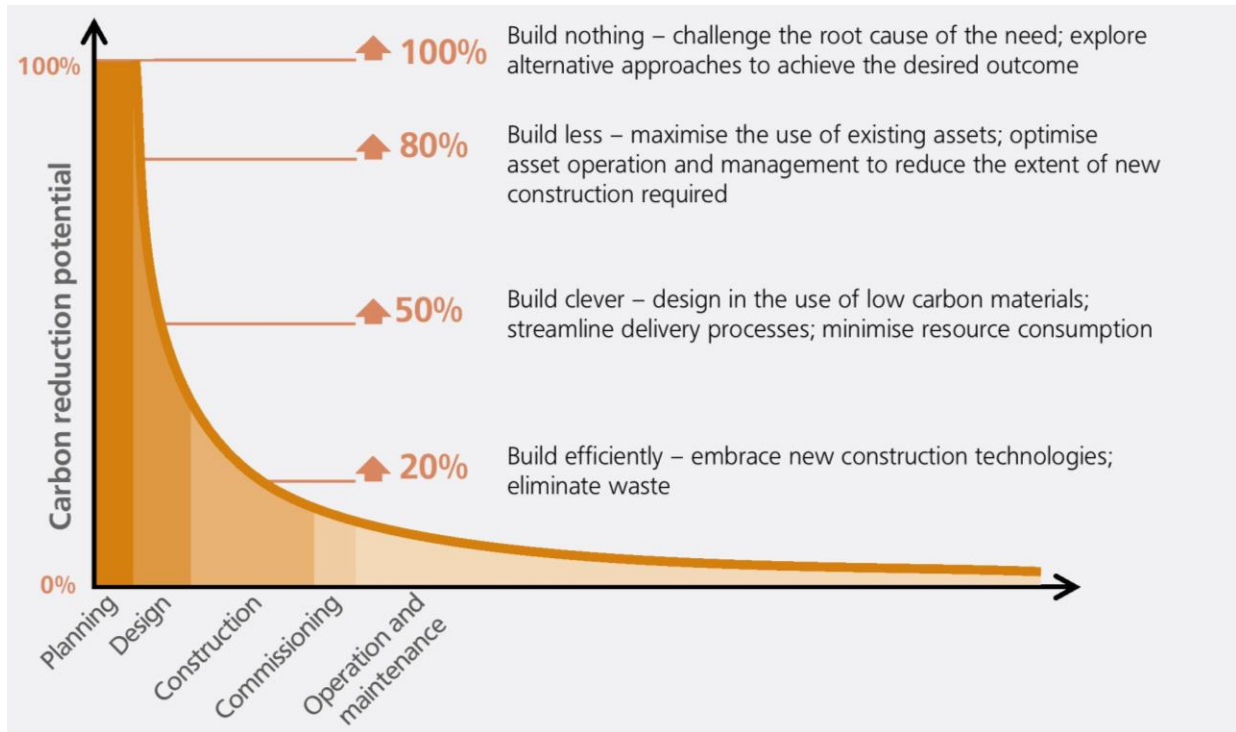 100%
100%
Build nothing – challenge the root cause of the need; explore
alternative approaches to achieve the desired outcome
80%
Build less – maximise the use of existing assets; optimise
asset operation and management to reduce the extent of new
construction required
Carbon reduction potential
50%
Build clever – design in the use of low carbon materials;
streamline delivery processes; minimise resource consumption
20%
Build efficiently – embrace new construction technologies;
eliminate waste
0%
Planning
Design
Construction
Commissioning
Operation and
maintenance